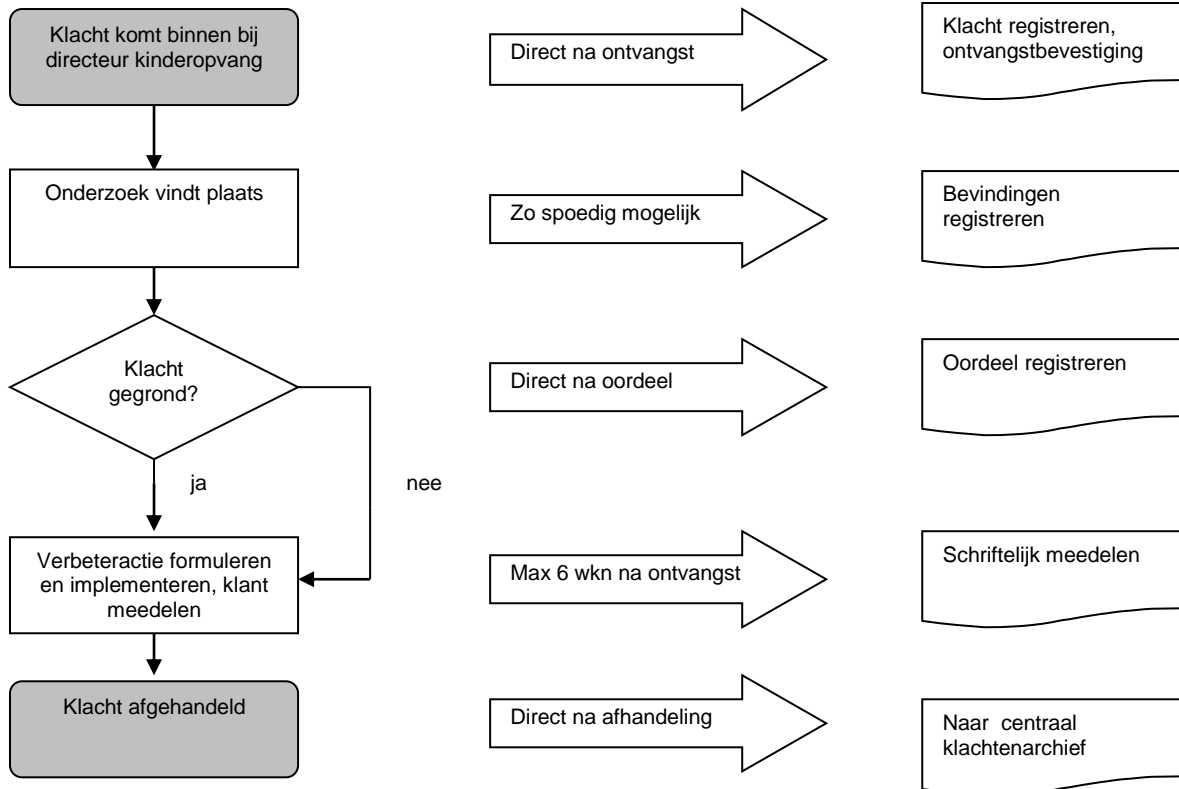 Klacht komt binnen bij
directeur kinderopvang
Direct na ontvangst
Klacht registreren,
ontvangstbevestiging
Onderzoek vindt plaats
Zo spoedig mogelijk
Bevindingen
registreren
Klacht
gegrond?
Direct na oordeel
Oordeel registreren
ja
nee
Verbeteractie formuleren
en implementeren, klant
meedelen
Max 6 wkn na ontvangst
Schriftelijk meedelen
Klacht afgehandeld
Direct na afhandeling
Naar centraal
klachtenarchief